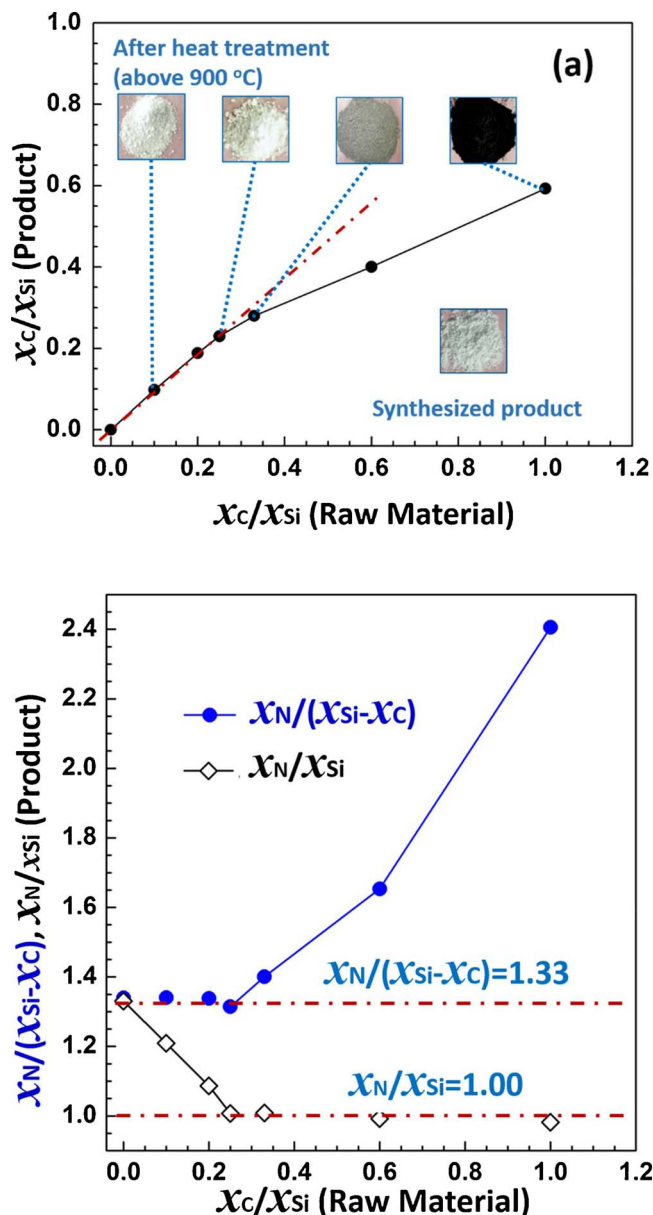 1.0
After heat treatment
(above 900 °C)
(a)
0.8
0.6
0.4
0.2
0.0
Synthesized product
xC/xSi (Product)
0.0 0.2 0.4 0.6 0.8 1.0 1.2
xC/xSi (Raw Material)
2.4
xN/(xSi-xC)
2.2
xN/xSi
2.0
1.8
1.6
xN/(xSi-xC)=1.33
1.4
1.2
xN/xSi=1.00
1.0
xN/(xSi-xC), xN/xSi (Product)
0.0 0.2 0.4 0.6 0.8 1.0 1.2
xC/xSi (Raw Material)